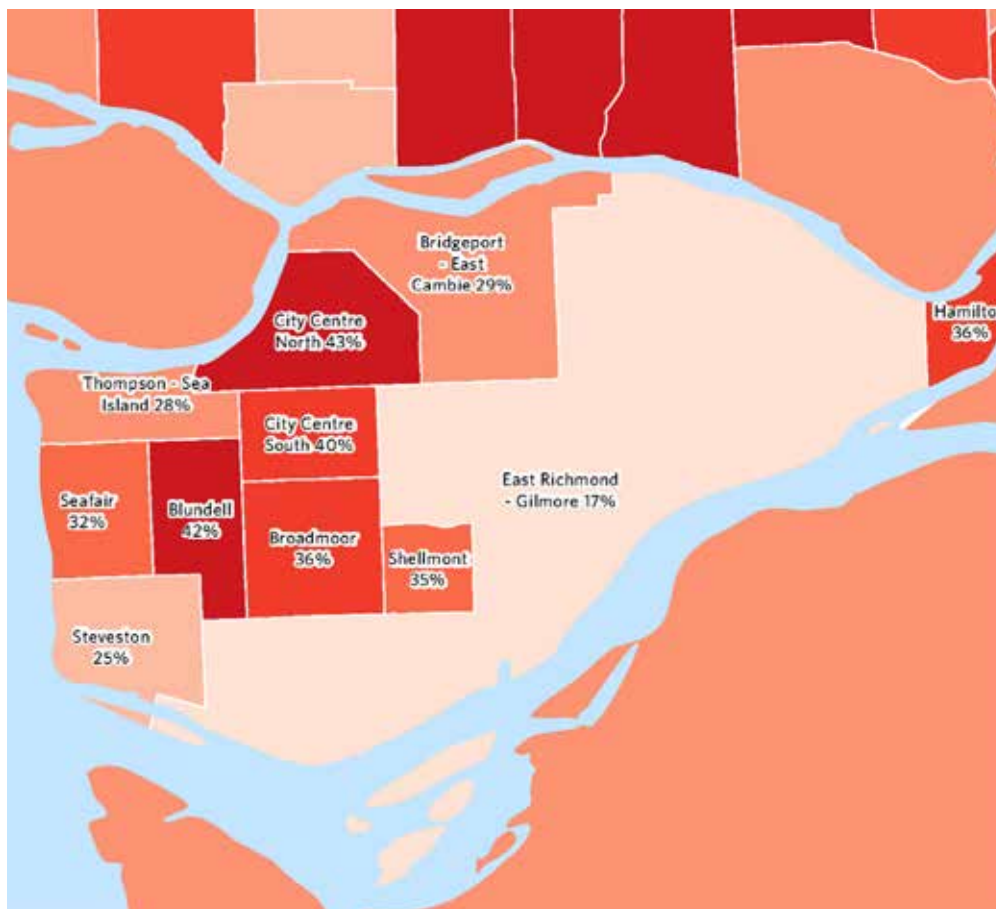 Bridgeport
- East
Cambie 29%
City Centre
North 43%
Hamilto
36%
Thompson - Sea
Island 28%
City Centre
South 40%
Seafair
32%
Blundell
42%
East Richmond
- Gilmore 17%
Broadmoor
36%
Shellmont
35%
Steveston
25%